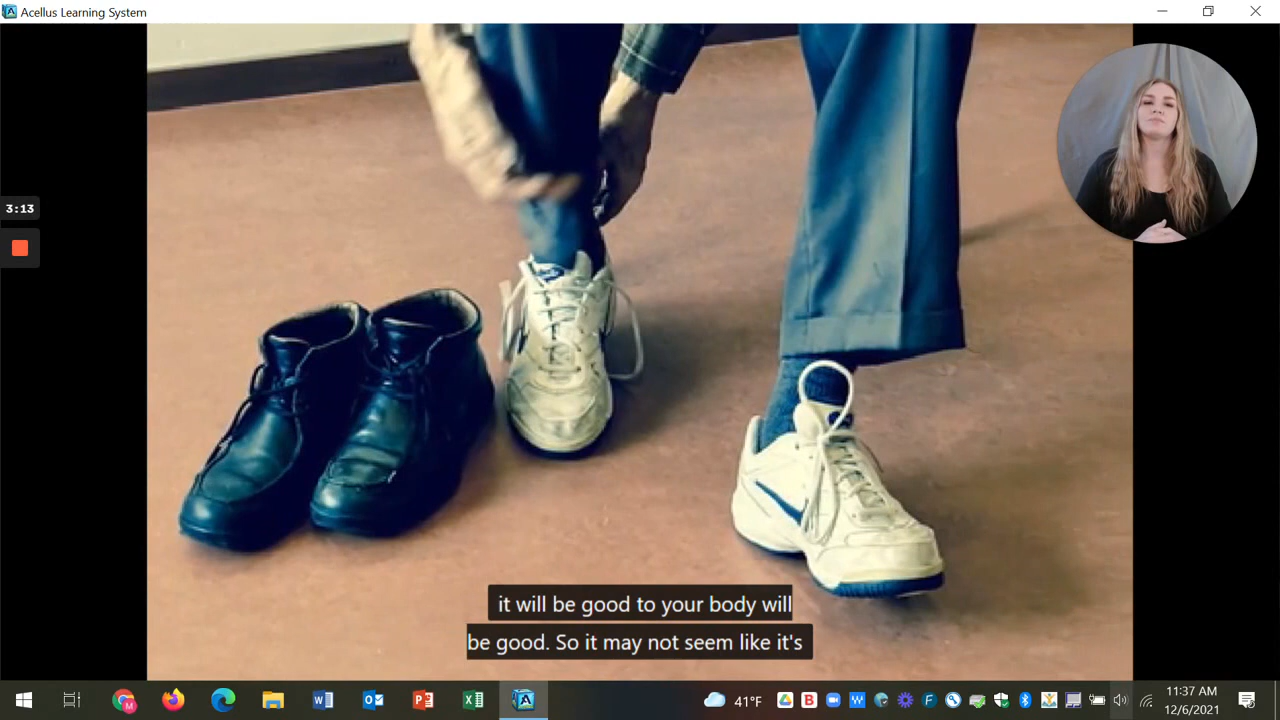 Acellus Learning System
3:13
it will be good to your body will
be good. So it may not seem like it's
41°F
11:37 AM
12/6/2021